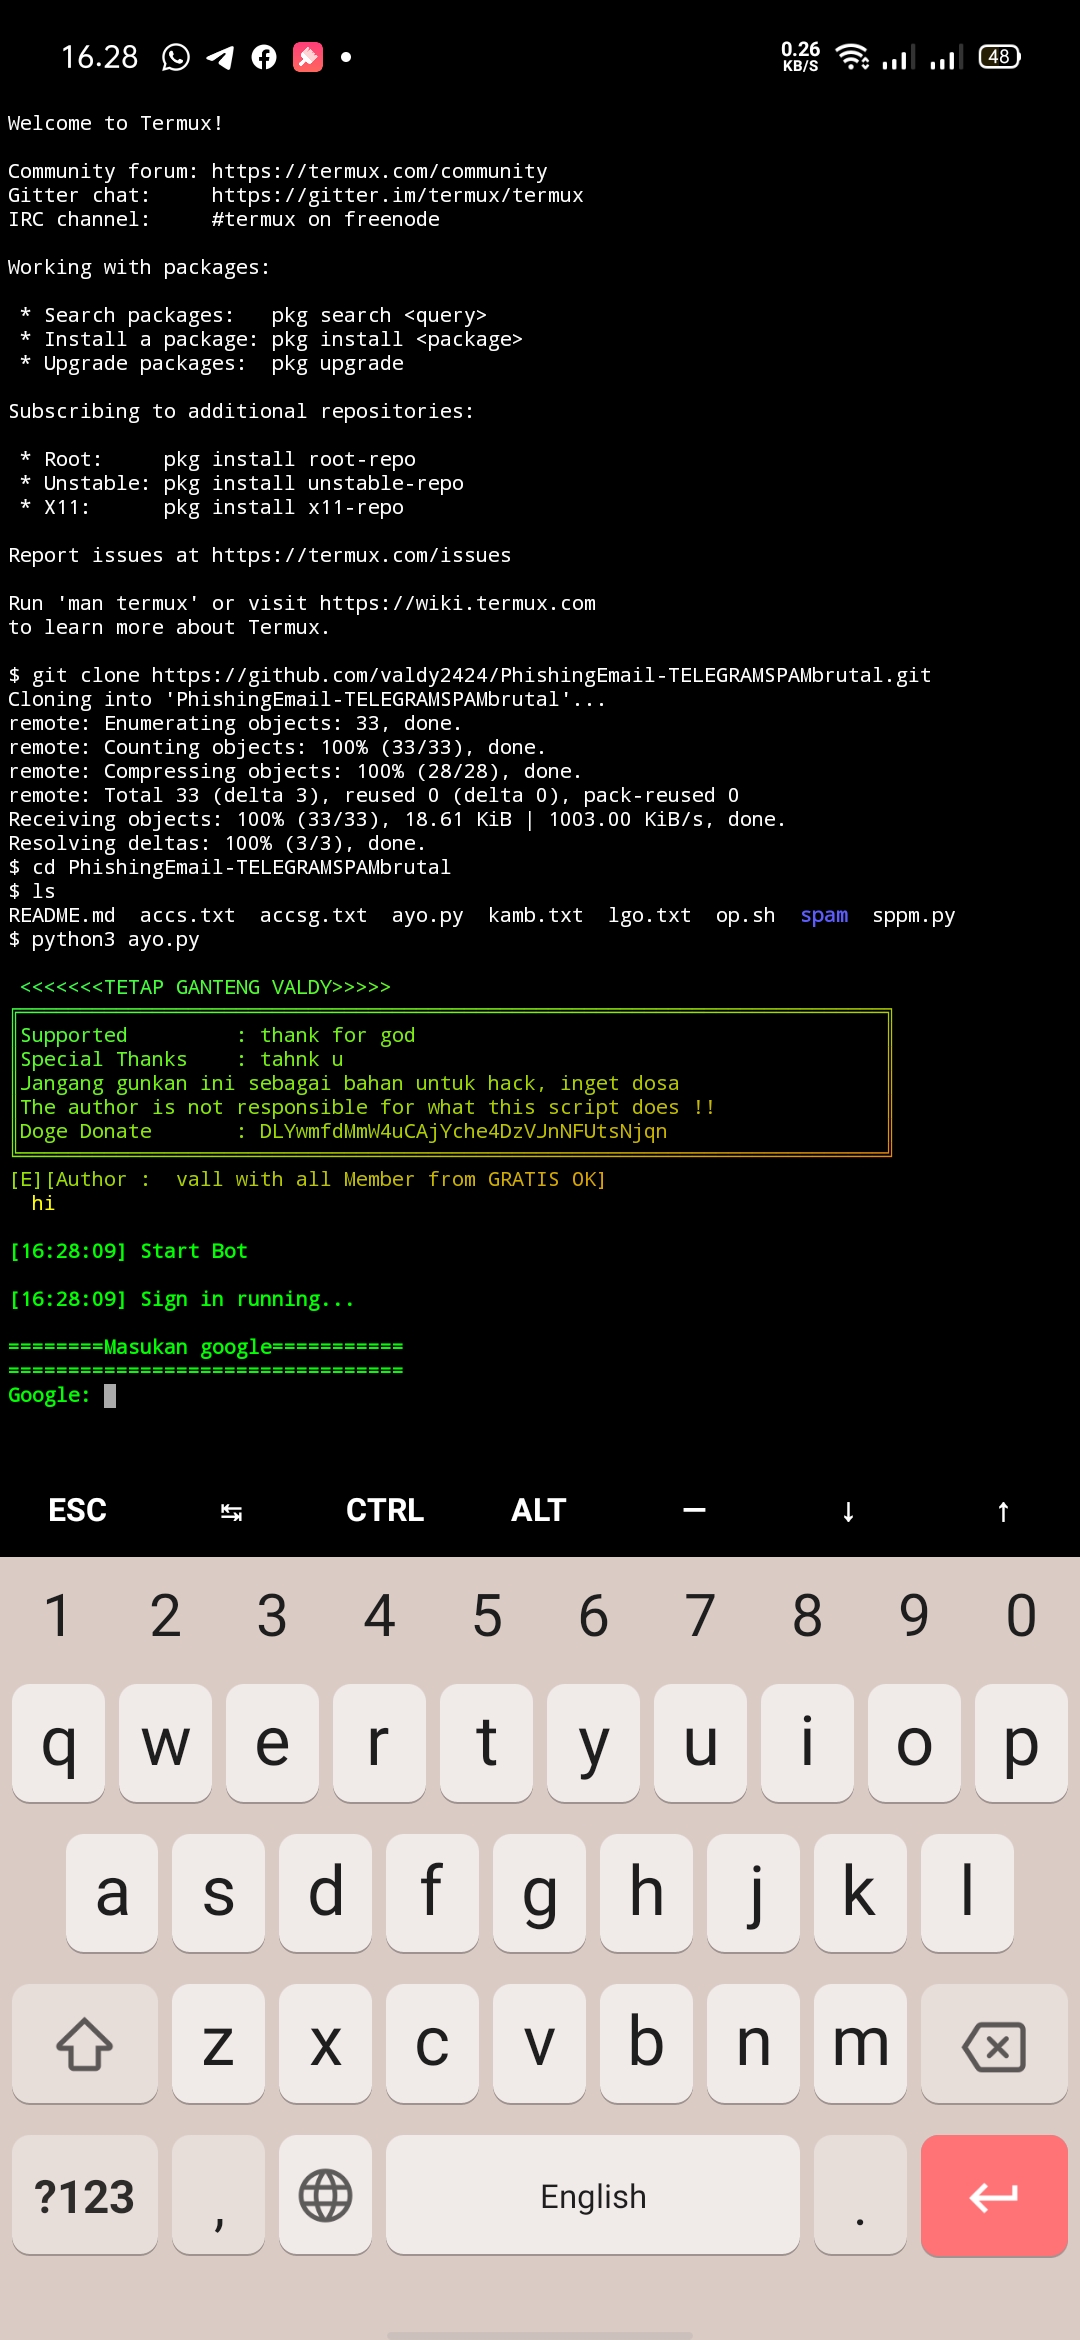 16.28
0.26 KB/S
48
Welcome to Termux!
Community forum: https://termux.com/community
Gitter chat:     https://gitter.im/termux/termux
IRC channel:     #termux on freenode
Working with packages:
 * Search packages:   pkg search <query>
 * Install a package: pkg install <package>
 * Upgrade packages:  pkg upgrade
Subscribing to additional repositories:
 * Root:     pkg install root-repo
 * Unstable: pkg install unstable-repo
 * X11:      pkg install x11-repo
Report issues at https://termux.com/issues
Run 'man termux' or visit https://wiki.termux.com
to learn more about Termux.
$ git clone https://github.com/valdy2424/PhishingEmail-TELEGRAMSPAMbrutal.git
Cloning into 'PhishingEmail-TELEGRAMSPAMbrutal'...
remote: Enumerating objects: 33, done.
remote: Counting objects: 100% (33/33), done.
remote: Compressing objects: 100% (28/28), done.
remote: Total 33 (delta 3), reused 0 (delta 0), pack-reused 0
Receiving objects: 100% (33/33), 18.61 KiB | 1003.00 KiB/s, done.
Resolving deltas: 100% (3/3), done.
$ cd PhishingEmail-TELEGRAMSPAMbrutal
$ ls
README.md  accs.txt  accsg.txt  ayo.py  kamb.txt  lgo.txt  op.sh  spam  sppm.py
$ python3 ayo.py
<<<<<<<TETAP GANTENG VALDY>>>>>
Supported         : thank for god
Special Thanks    : tahnk u
Jangang gunkan ini sebagai bahan untuk hack, inget dosa
The author is not responsible for what this script does !!
Doge Donate       : DLYwmfdMmW4uCAjYche4DzVJnNFUtsNjqn
[E][Author :  vall with all Member from GRATIS OK]
hi
[16:28:09] Start Bot
[16:28:09] Sign in running...
========Masukan google===========
=================================
Google:
ESC ↹ CTRL ALT — ↓ ↑
1 2 3 4 5 6 7 8 9 0
q w e r t y u i o p
a s d f g h j k l
z x c v b n m
?123 , English .